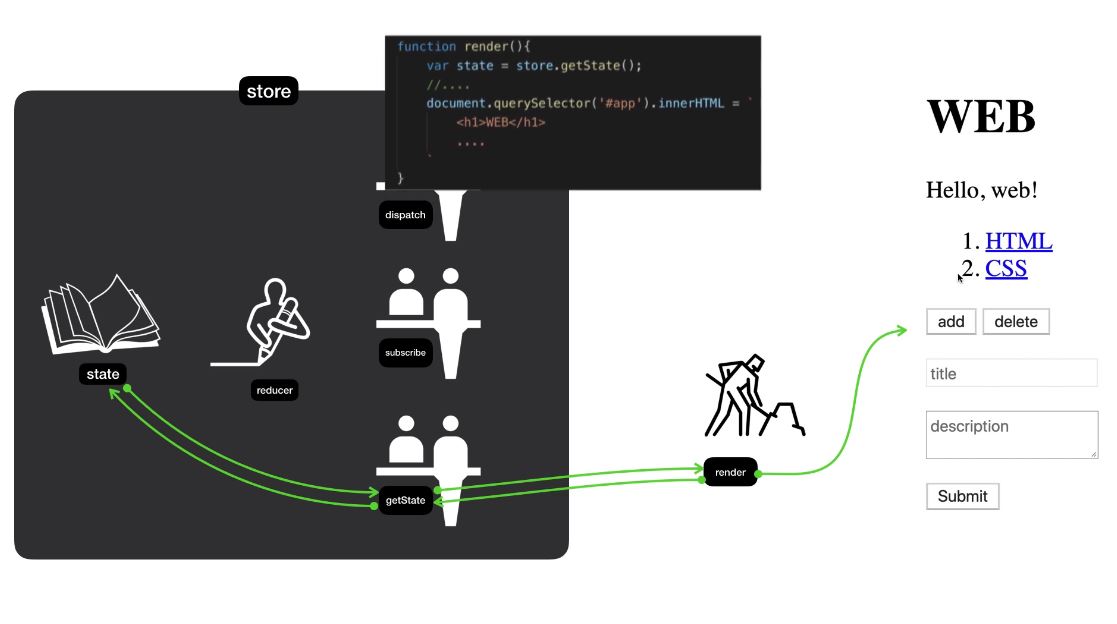 function render(){
var state = store.getState();
//....
document.querySelector('#app').innerHTML = `
<h1>WEB</h1>
....
`
}
store
dispatch
subscribe
state
reducer
getState
render
WEB
Hello, web!
1. HTML
2. CSS
add delete
title
description
Submit